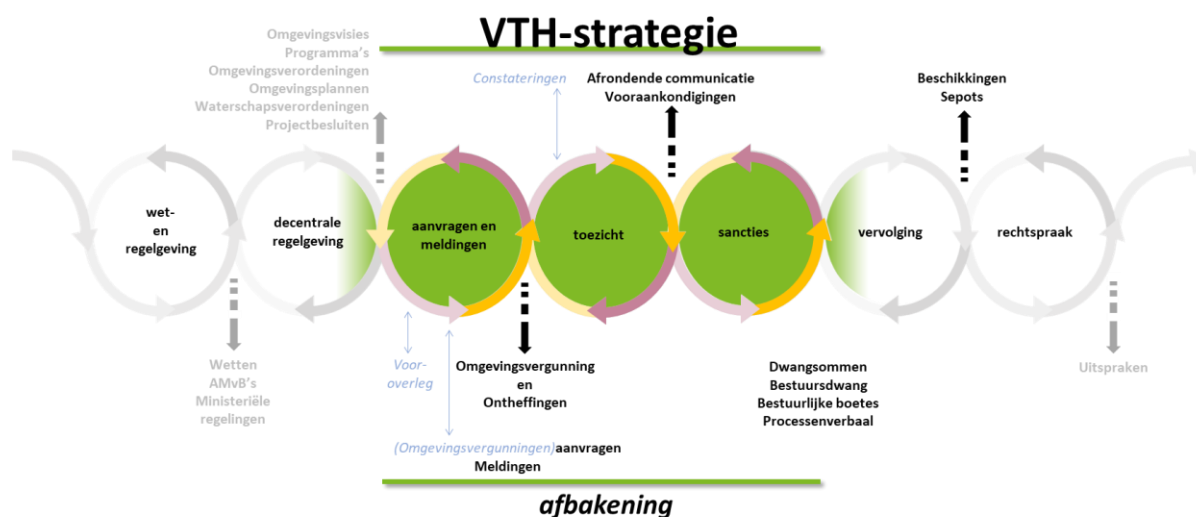 VTH-strategie
Omgevingsvisies
Programma's
Omgevingsverordeningen
Omgevingsplannen
Waterschapsverordeningen
Projectbesluiten
Constateringen
Afrondende communicatie
Vooraankondigingen
Beschikkingen
Sepots
wet-
en
regelgeving
decentrale
regelgeving
aanvragen en
meldingen
toezicht
sancties
vervolging
rechtspraak
Wetten
AMvB's
Ministeriële
regelingen
Voor-
overleg
Omgevingsvergunning
en
Ontheffingen
Dwangsommen
Bestuursdwang
Bestuurlijke boetes
Processenverbaal
Uitspraken
(Omgevingsvergunningen)aanvragen
Meldingen
afbakening